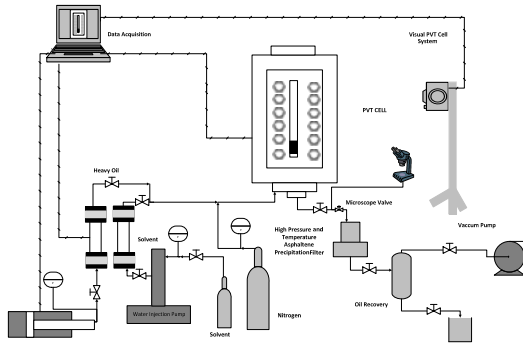 Data Acquisition
Visual PVT Cell
System
PVT CELL
Heavy Oil
Microscope Valve
Solvent
High Pressure and
Temperature
Asphaltene
PrecipitationFilter
Vaccum Pump
Oil Recovery
Water Injection Pump
Solvent
Nitrogen